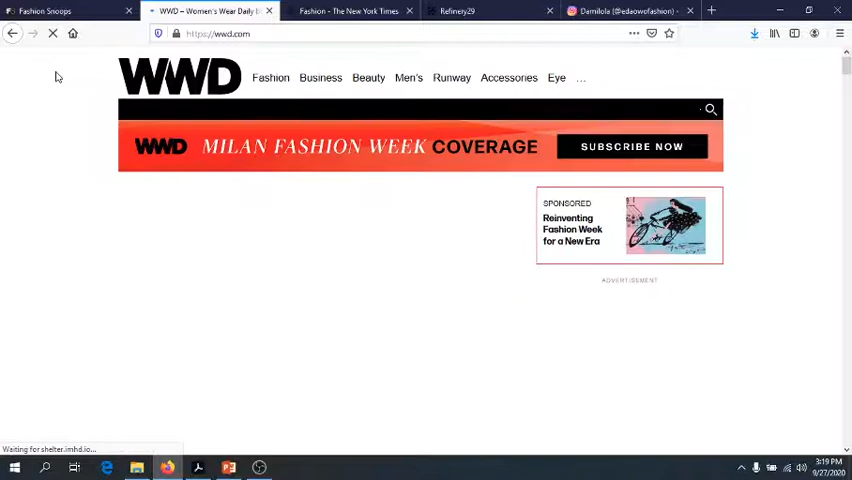 Fashion Snoops
WWD – Women's Wear Daily b
Fashion - The New York Times
Refinery29
Damilola (@edaowofashion) •
https://wwd.com
WWD
Fashion Business Beauty Men's Runway Accessories Eye ...
WWD MILAN FASHION WEEK COVERAGE SUBSCRIBE NOW
SPONSORED
Reinventing
Fashion Week
for a New Era
ADVERTISSMENT
Waiting for shelter.imhd.io...
3:19 PM
9/27/2020